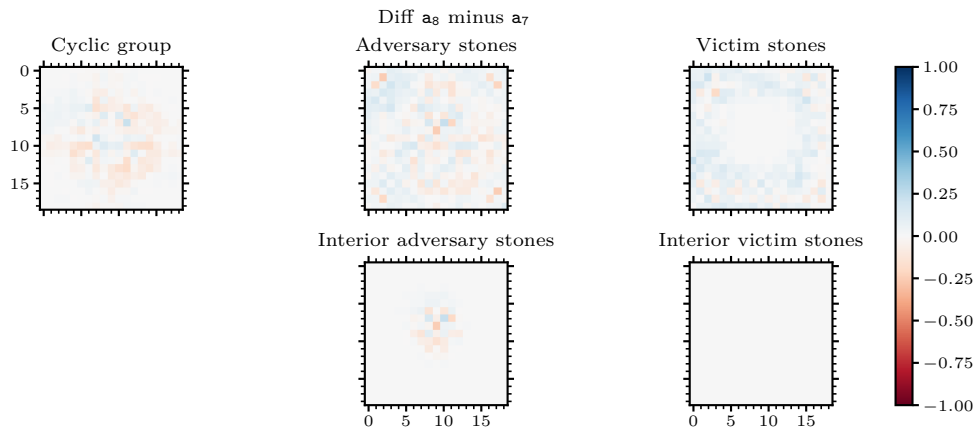 Diff a₈ minus a₇
Cyclic group
Adversary stones
Victim stones
0
5
10
15
1.00
0.75
0.50
0.25
0.00
−0.25
−0.50
−0.75
−1.00
Interior adversary stones
Interior victim stones
0 5 10 15
0 5 10 15